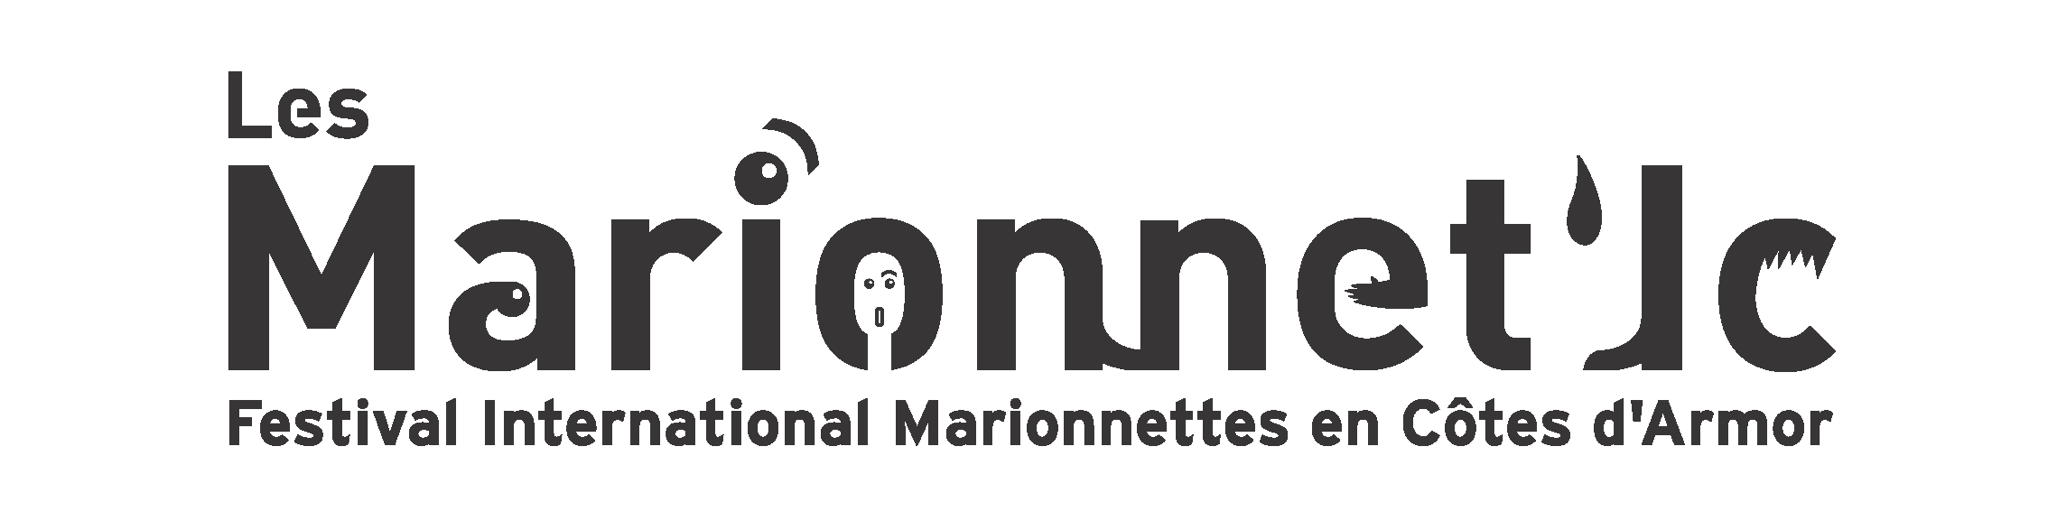 Les
Marionnet'Ic
Festival International Marionnettes en Côtes d'Armor